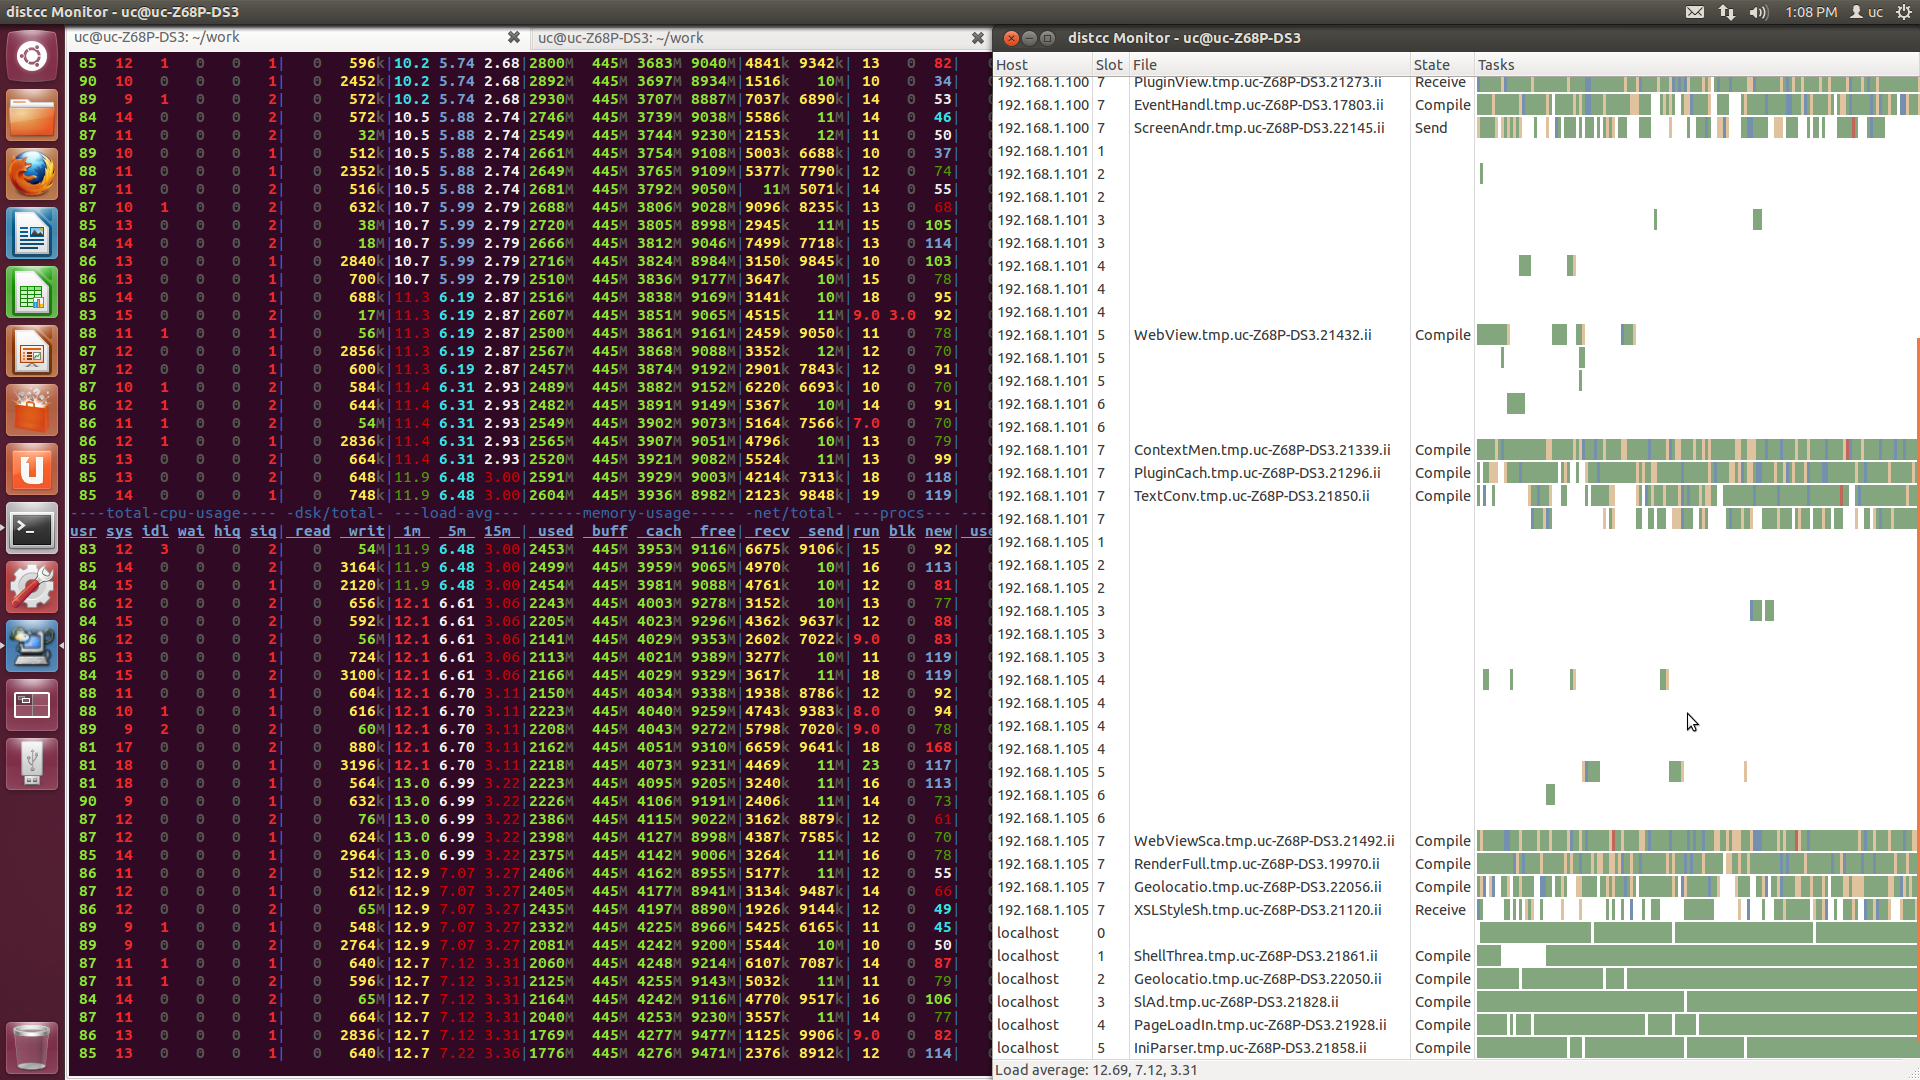 distcc Monitor - uc@uc-Z68P-DS3
1:08 PM
uc
uc@uc-Z68P-DS3: ~/work
uc@uc-Z68P-DS3: ~/work
85 12 1 0 0 1| 0 596k|10.2 5.74 2.68|2800M 445M 3683M 9040M|4841k 9342k| 13 0 82|
90 10 0 0 0 1| 0 2452k|10.2 5.74 2.68|2892M 445M 3697M 8934M|1516k 10M| 10 0 34|
89 9 1 0 0 2| 0 572k|10.2 5.74 2.68|2930M 445M 3707M 8887M|7037k 6890k| 14 0 53|
84 14 0 0 0 2| 0 572k|10.5 5.88 2.74|2746M 445M 3739M 9038M|5586k 11M| 14 0 46|
87 11 0 0 0 2| 0 32M|10.5 5.88 2.74|2549M 445M 3744M 9230M|2153k 12M| 11 0 50|
89 10 0 0 0 1| 0 512k|10.5 5.88 2.74|2661M 445M 3754M 9108M|5003k 6688k| 10 0 37|
88 11 0 0 0 1| 0 2352k|10.5 5.88 2.74|2649M 445M 3765M 9109M|5377k 7790k| 12 0 74|
87 11 0 0 0 2| 0 516k|10.5 5.88 2.74|2681M 445M 3792M 9050M| 11M 5071k| 14 0 55|
87 10 1 0 0 2| 0 632k|10.7 5.99 2.79|2688M 445M 3806M 9028M|9096k 8235k| 13 0 68|
85 13 0 0 0 2| 0 38M|10.7 5.99 2.79|2720M 445M 3805M 8998M|2945k 11M| 15 0 105|
84 14 0 0 0 2| 0 18M|10.7 5.99 2.79|2666M 445M 3812M 9046M|7499k 7718k| 13 0 114|
86 13 0 0 0 1| 0 2840k|10.7 5.99 2.79|2716M 445M 3824M 8984M|3150k 9845k| 10 0 103|
86 13 0 0 0 1| 0 700k|10.7 5.99 2.79|2510M 445M 3836M 9177M|3647k 10M| 15 0 78|
85 14 0 0 0 1| 0 688k|11.3 6.19 2.87|2516M 445M 3838M 9169M|3141k 10M| 18 0 95|
83 15 0 0 0 2| 0 17M|11.3 6.19 2.87|2607M 445M 3851M 9065M|4515k 11M|9.0 3.0 92|
88 11 1 0 0 1| 0 56M|11.3 6.19 2.87|2500M 445M 3861M 9161M|2459k 9050k| 11 0 78|
87 12 0 0 0 1| 0 2856k|11.3 6.19 2.87|2567M 445M 3868M 9088M|3352k 12M| 12 0 70|
87 12 0 0 0 1| 0 600k|11.3 6.19 2.87|2457M 445M 3874M 9192M|2901k 7843k| 12 0 91|
87 10 1 0 0 2| 0 584k|11.4 6.31 2.93|2489M 445M 3882M 9152M|6220k 6693k| 10 0 70|
86 12 1 0 0 2| 0 644k|11.4 6.31 2.93|2482M 445M 3891M 9149M|5367k 10M| 14 0 91|
86 11 1 0 0 2| 0 54M|11.4 6.31 2.93|2549M 445M 3902M 9073M|5164k 7566k|7.0 0 70|
86 12 1 0 0 1| 0 2836k|11.4 6.31 2.93|2565M 445M 3907M 9051M|4796k 10M| 13 0 79|
85 13 0 0 0 2| 0 664k|11.4 6.31 2.93|2520M 445M 3921M 9082M|5524k 11M| 13 0 99|
85 13 0 0 0 2| 0 648k|11.9 6.48 3.00|2591M 445M 3929M 9003M|4214k 7313k| 18 0 118|
85 14 0 0 0 1| 0 748k|11.9 6.48 3.00|2604M 445M 3936M 8982M|2123k 9848k| 19 0 119|
----total-cpu-usage---- -dsk/total- ---load-avg--- ------memory-usage----- -net/total- ---procs--- ----
usr sys idl wai hiq siq| read writ| 1m 5m 15m | used buff cache free| recv send|run blk new| use
83 12 3 0 0 2| 0 54M|11.9 6.48 3.00|2453M 445M 3953M 9116M|6675k 9106k| 15 0 92|
85 14 0 0 0 2| 0 3164k|11.9 6.48 3.00|2499M 445M 3959M 9065M|4970k 10M| 16 0 113|
84 15 0 0 0 1| 0 2120k|11.9 6.48 3.00|2454M 445M 3981M 9088M|4761k 10M| 12 0 81|
86 12 0 0 0 2| 0 656k|12.1 6.61 3.06|2243M 445M 4003M 9278M|3152k 10M| 13 0 77|
84 15 0 0 0 2| 0 592k|12.1 6.61 3.06|2205M 445M 4023M 9296M|4362k 9637k| 12 0 88|
86 12 0 0 0 2| 0 56M|12.1 6.61 3.06|2141M 445M 4029M 9353M|2602k 7022k|9.0 0 83|
85 13 0 0 0 1| 0 724k|12.1 6.61 3.06|2113M 445M 4021M 9389M|3277k 10M| 11 0 119|
84 15 0 0 0 2| 0 3100k|12.1 6.61 3.06|2166M 445M 4029M 9329M|3617k 11M| 18 0 119|
88 11 0 0 0 1| 0 604k|12.1 6.70 3.11|2150M 445M 4034M 9338M|1938k 8786k| 12 0 92|
88 10 1 0 0 1| 0 616k|12.1 6.70 3.11|2223M 445M 4040M 9259M|4743k 9383k|8.0 0 94|
89 9 2 0 0 1| 0 60M|12.1 6.70 3.11|2208M 445M 4043M 9272M|5798k 7020k|9.0 0 78|
81 17 0 0 0 2| 0 880k|12.1 6.70 3.11|2162M 445M 4051M 9310M|6659k 9641k| 18 0 168|
81 18 0 0 0 1| 0 3196k|12.1 6.70 3.11|2218M 445M 4073M 9231M|4469k 11M| 23 0 117|
81 18 0 0 0 1| 0 564k|13.0 6.99 3.22|2223M 445M 4095M 9205M|3240k 11M| 16 0 113|
90 9 0 0 0 1| 0 632k|13.0 6.99 3.22|2226M 445M 4106M 9191M|2406k 11M| 11 0 73|
87 12 0 0 0 2| 0 76M|13.0 6.99 3.22|2386M 445M 4115M 9022M|3162k 8879k| 12 0 61|
87 12 0 0 0 1| 0 624k|13.0 6.99 3.22|2398M 445M 4127M 8998M|4387k 7585k| 12 0 70|
85 14 0 0 0 1| 0 2964k|13.0 6.99 3.22|2375M 445M 4142M 9006M|3264k 11M| 16 0 78|
86 11 0 0 0 2| 0 512k|12.9 7.07 3.27|2406M 445M 4162M 8955M|5177k 11M| 12 0 55|
87 12 0 0 0 1| 0 612k|12.9 7.07 3.27|2405M 445M 4177M 8941M|3134k 9487k| 14 0 66|
86 12 0 0 0 2| 0 65M|12.9 7.07 3.27|2435M 445M 4197M 8890M|1926k 9144k| 12 0 49|
89 9 1 0 0 1| 0 548k|12.9 7.07 3.27|2332M 445M 4225M 8966M|5425k 6165k| 11 0 45|
89 9 0 0 0 2| 0 2764k|12.9 7.07 3.27|2081M 445M 4242M 9200M|5544k 10M| 10 0 50|
87 11 1 0 0 1| 0 640k|12.7 7.12 3.31|2060M 445M 4248M 9214M|6107k 7087k| 14 0 87|
87 11 1 0 0 2| 0 596k|12.7 7.12 3.31|2125M 445M 4255M 9143M|5032k 11M| 11 0 79|
84 14 0 0 0 2| 0 65M|12.7 7.12 3.31|2164M 445M 4242M 9116M|4770k 9517k| 16 0 106|
87 11 0 0 0 1| 0 664k|12.7 7.12 3.31|2040M 445M 4253M 9230M|3557k 11M| 14 0 77|
86 13 0 0 0 1| 0 2836k|12.7 7.12 3.31|1769M 445M 4277M 9477M|1125k 9906k|9.0 0 82|
85 13 0 0 0 1| 0 640k|12.7 7.22 3.36|1776M 445M 4276M 9471M|2376k 8912k| 12 0 114|
distcc Monitor - uc@uc-Z68P-DS3
Host Slot File State Tasks
192.168.1.100 7 PluginView.tmp.uc-Z68P-DS3.21273.ii Receive
192.168.1.100 7 EventHandl.tmp.uc-Z68P-DS3.17803.ii Compile
192.168.1.100 7 ScreenAndr.tmp.uc-Z68P-DS3.22145.ii Send
192.168.1.101 1
192.168.1.101 2
192.168.1.101 2
192.168.1.101 3
192.168.1.101 3
192.168.1.101 4
192.168.1.101 4
192.168.1.101 4
192.168.1.101 5 WebView.tmp.uc-Z68P-DS3.21432.ii Compile
192.168.1.101 5
192.168.1.101 5
192.168.1.101 6
192.168.1.101 6
192.168.1.101 7 ContextMen.tmp.uc-Z68P-DS3.21339.ii Compile
192.168.1.101 7 PluginCach.tmp.uc-Z68P-DS3.21296.ii Compile
192.168.1.101 7 TextConv.tmp.uc-Z68P-DS3.21850.ii Compile
192.168.1.101 7
192.168.1.105 1
192.168.1.105 2
192.168.1.105 2
192.168.1.105 3
192.168.1.105 3
192.168.1.105 3
192.168.1.105 4
192.168.1.105 4
192.168.1.105 4
192.168.1.105 4
192.168.1.105 5
192.168.1.105 6
192.168.1.105 6
192.168.1.105 7 WebViewSca.tmp.uc-Z68P-DS3.21492.ii Compile
192.168.1.105 7 RenderFull.tmp.uc-Z68P-DS3.19970.ii Compile
192.168.1.105 7 Geolocatio.tmp.uc-Z68P-DS3.22056.ii Compile
192.168.1.105 7 XSLStyleSh.tmp.uc-Z68P-DS3.21120.ii Receive
localhost 0
localhost 1 ShellThrea.tmp.uc-Z68P-DS3.21861.ii Compile
localhost 2 Geolocatio.tmp.uc-Z68P-DS3.22050.ii Compile
localhost 3 SlAd.tmp.uc-Z68P-DS3.21828.ii Compile
localhost 4 PageLoadIn.tmp.uc-Z68P-DS3.21928.ii Compile
localhost 5 IniParser.tmp.uc-Z68P-DS3.21858.ii Compile
Load average: 12.69, 7.12, 3.31